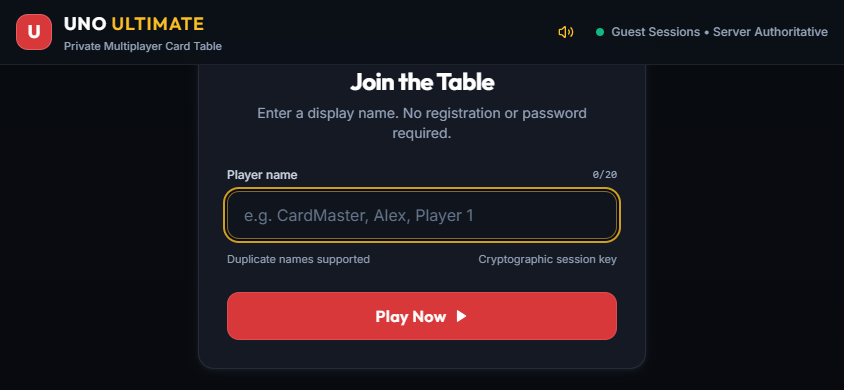 U
UNO ULTIMATE
Private Multiplayer Card Table
Guest Sessions • Server Authoritative
Join the Table
Enter a display name. No registration or password
required.
Player name
0/20
e.g. CardMaster, Alex, Player 1
Duplicate names supported
Cryptographic session key
Play Now